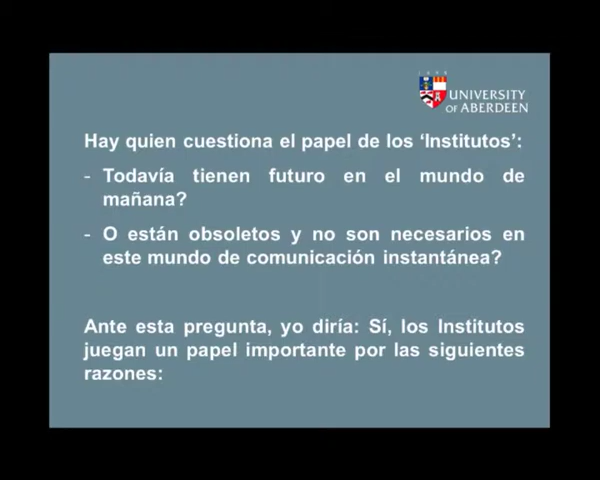 UNIVERSITY
OF ABERDEEN
Hay quien cuestiona el papel de los ‘Institutos’:
- Todavía tienen futuro en el mundo de
mañana?
- O están obsoletos y no son necesarios en
este mundo de comunicación instantánea?
Ante esta pregunta, yo diría: Sí, los Institutos
juegan un papel importante por las siguientes
razones: